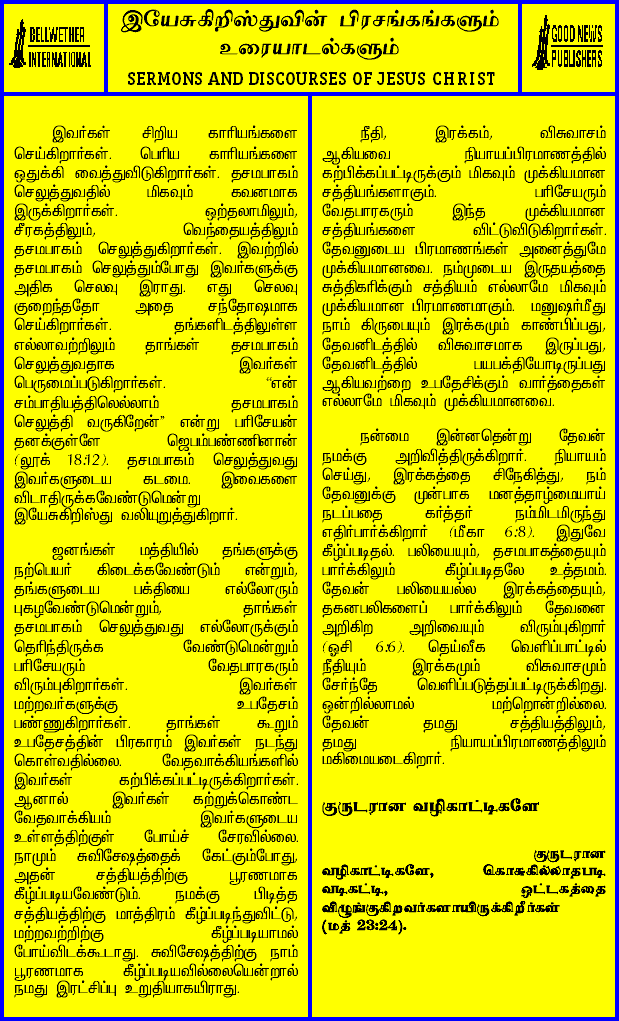 BELLWETHER
INTERNATIONAL
இயேசுகிறிஸ்துவின் பிரசங்கங்களும்
உரையாடல்களும்
SERMONS AND DISCOURSES OF JESUS CHRIST
GOOD NEWS
PUBLISHERS
இவர்கள் சிறிய காரியங்களை
செய்கிறார்கள். பெரிய காரியங்களை
ஒதுக்கி வைத்துவிடுகிறார்கள். தசமபாகம்
செலுத்துவதில் மிகவும் கவனமாக
இருக்கிறார்கள். ஒற்தலாமிலும்,
சீரகத்திலும், வெந்தையத்திலும்
தசமபாகம் செலுத்துகிறார்கள். இவற்றில்
தசமபாகம் செலுத்தும்போது இவர்களுக்கு
அதிக செலவு இராது. எது செலவு
குறைந்ததோ அதை சந்தோஷமாக
செய்கிறார்கள். தங்களிடத்திலுள்ள
எல்லாவற்றிலும் தாங்கள் தசமபாகம்
செலுத்துவதாக இவர்கள்
பெருமைப்படுகிறார்கள். "என்
சம்பாதியத்திலெல்லாம் தசமபாகம்
செலுத்தி வருகிறேன்" என்று பரிசேயன்
தனக்குள்ளே ஜெபம்பண்ணினான்
(லூக் 18:12). தசமபாகம் செலுத்துவது
இவர்களுடைய கடமை. இவைகளை
விடாதிருக்கவேண்டுமென்று
இயேசுகிறிஸ்து வலியுறுத்துகிறார்.
ஜனங்கள் மத்தியில் தங்களுக்கு
நற்பெயர் கிடைக்கவேண்டும் என்றும்,
தங்களுடைய பக்தியை எல்லோரும்
புகழவேண்டுமென்றும், தாங்கள்
தசமபாகம் செலுத்துவது எல்லோருக்கும்
தெரிந்திருக்க வேண்டுமென்றும்
பரிசேயரும் வேதபாரகரும்
விரும்புகிறார்கள். இவர்கள்
மற்றவர்களுக்கு உபதேசம்
பண்ணுகிறார்கள். தாங்கள் கூறும்
உபதேசத்தின் பிரகாரம் இவர்கள் நடந்து
கொள்வதில்லை. வேதவாக்கியங்களில்
இவர்கள் கற்பிக்கப்பட்டிருக்கிறார்கள்.
ஆனால் இவர்கள் கற்றுக்கொண்ட
வேதவாக்கியம் இவர்களுடைய
உள்ளத்திற்குள் போய்ச் சேரவில்லை.
நாமும் சுவிசேஷத்தைக் கேட்கும்போது,
அதன் சத்தியத்திற்கு பூரணமாக
கீழ்ப்படியவேண்டும். நமக்கு பிடித்த
சத்தியத்திற்கு மாத்திரம் கீழ்ப்படிந்துவிட்டு,
மற்றவற்றிற்கு கீழ்ப்படியாமல்
போய்விடக்கூடாது. சுவிசேஷத்திற்கு நாம்
பூரணமாக கீழ்ப்படியவில்லையென்றால்
நமது இரட்சிப்பு உறுதியாகயிராது.
நீதி, இரக்கம், விசுவாசம்
ஆகியவை நியாயப்பிரமாணத்தில்
கற்பிக்கப்பட்டிருக்கும் மிகவும் முக்கியமான
சத்தியங்களாகும். பரிசேயரும்
வேதபாரகரும் இந்த முக்கியமான
சத்தியங்களை விட்டுவிடுகிறார்கள்.
தேவனுடைய பிரமாணங்கள் அனைத்துமே
முக்கியமானவை. நம்முடைய இருதயத்தை
சுத்திகரிக்கும் சத்தியம் எல்லாமே மிகவும்
முக்கியமான பிரமாணமாகும். மனுஷர்மீது
நாம் கிருபையும் இரக்கமும் காண்பிப்பது,
தேவனிடத்தில் விசுவாசமாக இருப்பது,
தேவனிடத்தில் பயபக்தியோடிருப்பது
ஆகியவற்றை உபதேசிக்கும் வார்த்தைகள்
எல்லாமே மிகவும் முக்கியமானவை.
நன்மை இன்னதென்று தேவன்
நமக்கு அறிவித்திருக்கிறார். நியாயம்
செய்து, இரக்கத்தை சிநேகித்து, நம்
தேவனுக்கு முன்பாக மனத்தாழ்மையாய்
நடப்பதை கர்த்தர் நம்மிடமிருந்து
எதிர்பார்க்கிறார் (மீகா 6:8). இதுவே
கீழ்ப்படிதல். பலியையும், தசமபாகத்தையும்
பார்க்கிலும் கீழ்ப்படிதலே உத்தமம்.
தேவன் பலியையல்ல இரக்கத்தையும்,
தகனபலிகளைப் பார்க்கிலும் தேவனை
அறிகிற அறிவையும் விரும்புகிறார்
(ஓசி 6:6). தெய்வீக வெளிப்பாட்டில்
நீதியும் இரக்கமும் விசுவாசமும்
சேர்ந்தே வெளிப்படுத்தப்பட்டிருக்கிறது.
ஒன்றில்லாமல் மற்றொன்றில்லை.
தேவன் தமது சத்தியத்திலும்,
தமது நியாயப்பிரமாணத்திலும்
மகிமையடைகிறார்.
குருடரான வழிகாட்டிகளே
குருடரான
வழிகாட்டிகளே, கொசுகில்லாதபடி
வடிகட்டி, ஒட்டகத்தை
விழுங்குகிறவர்களாயிருக்கிறீர்கள்
(மத் 23:24).